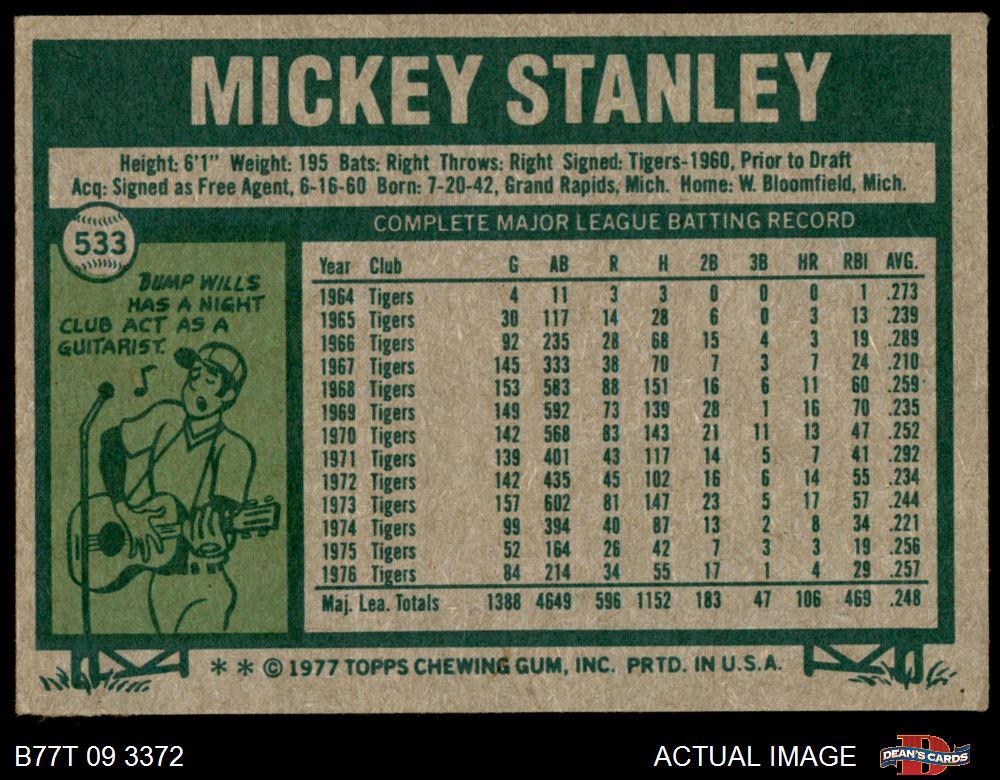 MICKEY STANLEY
Height: 6'1" Weight: 195 Bats: Right Throws: Right Signed: Tigers-1960, Prior to Draft
Acq: Signed as Free Agent, 6-16-60 Born: 7-20-42, Grand Rapids, Mich. Home: W. Bloomfield, Mich.
533
COMPLETE MAJOR LEAGUE BATTING RECORD
BUMP WILLS
HAS A NIGHT
CLUB ACT AS A
GUITARIST.
Year Club G AB R H 2B 3B HR RBI AVG.
1964 Tigers 4 11 3 3 0 0 0 1 .273
1965 Tigers 30 117 14 28 6 0 3 13 .239
1966 Tigers 92 235 28 68 15 4 3 19 .289
1967 Tigers 145 333 38 70 7 3 7 24 .210
1968 Tigers 153 583 88 151 16 6 11 60 .259
1969 Tigers 149 592 73 139 28 1 16 70 .235
1970 Tigers 142 568 83 143 21 11 13 47 .252
1971 Tigers 139 401 43 117 14 5 7 41 .292
1972 Tigers 142 435 45 102 16 6 14 55 .234
1973 Tigers 157 602 81 147 23 5 17 57 .244
1974 Tigers 99 394 40 87 13 2 8 34 .221
1975 Tigers 52 164 26 42 7 3 3 19 .256
1976 Tigers 84 214 34 55 17 1 4 29 .257
Maj. Lea. Totals 1388 4649 596 1152 183 47 106 469 .248
* * © 1977 TOPPS CHEWING GUM, INC. PRTD. IN U.S.A.
B77T 09 3372
ACTUAL IMAGE
DEAN'S CARDS